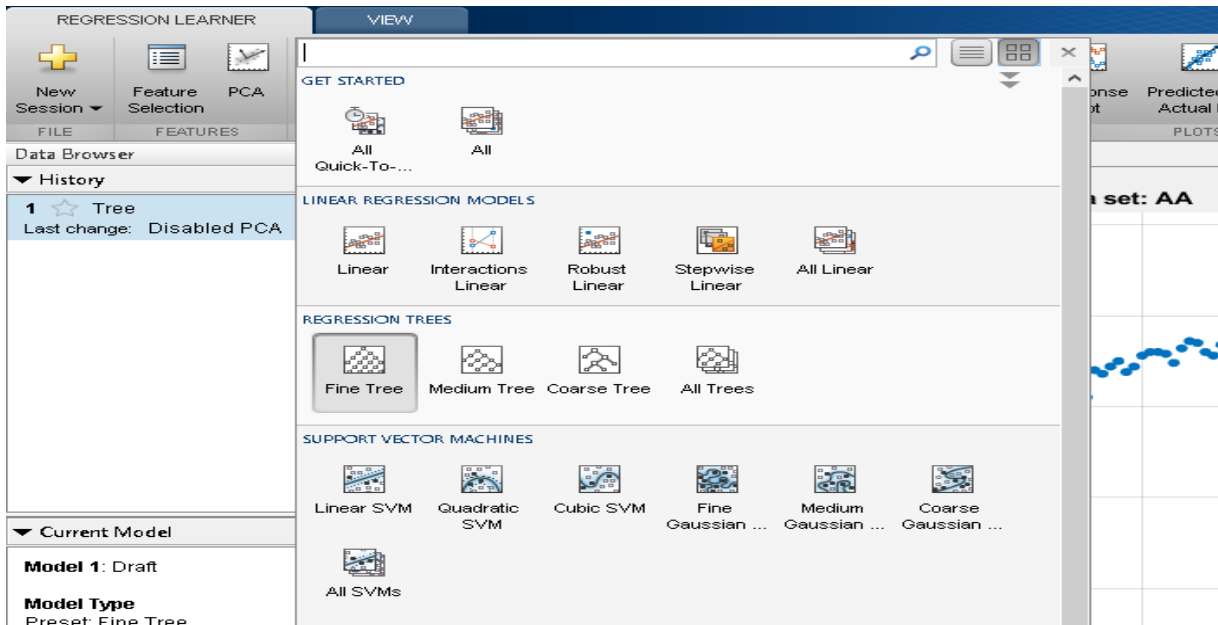 REGRESSION LEARNER
VIEW
New
Session
Feature
Selection
PCA
FILE
FEATURES
Data Browser
History
1 Tree
Last change: Disabled PCA
Current Model
Model 1: Draft
Model Type
Preset: Fine Tree
GET STARTED
All
Quick-To-...
All
LINEAR REGRESSION MODELS
Linear
Interactions
Linear
Robust
Linear
Stepwise
Linear
All Linear
REGRESSION TREES
Fine Tree
Medium Tree
Coarse Tree
All Trees
SUPPORT VECTOR MACHINES
Linear SVM
Quadratic
SVM
Cubic SVM
Fine
Gaussian ...
Medium
Gaussian ...
Coarse
Gaussian ...
All SVMs
Predicted
Actual
PLOTS
set: AA